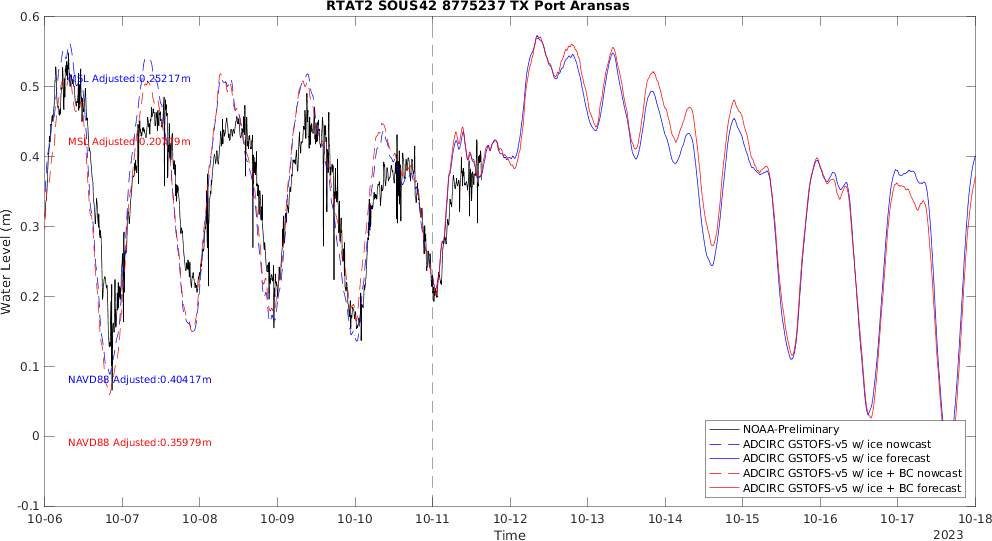 RTAT2 SOUS42 8775237 TX Port Aransas
0.6
0.5
0.4
0.3
0.2
0.1
0
-0.1
Water Level (m)
MSL Adjusted:0.25217m
MSL Adjusted:0.20779m
NAVD88 Adjusted:0.40417m
NAVD88 Adjusted:0.35979m
NOAA-Preliminary
ADCIRC GSTOFS-v5 w/ ice nowcast
ADCIRC GSTOFS-v5 w/ ice forecast
ADCIRC GSTOFS-v5 w/ ice + BC nowcast
ADCIRC GSTOFS-v5 w/ ice + BC forecast
10-06 10-07 10-08 10-09 10-10 10-11 10-12 10-13 10-14 10-15 10-16 10-17 10-18
Time
2023